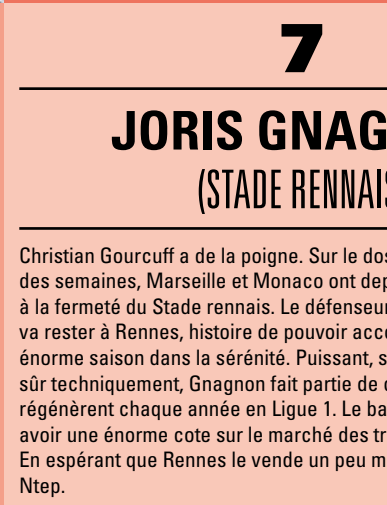 7
JORIS GNAG
(STADE RENNAIS
Christian Gourcuff a de la poigne. Sur le dos
des semaines, Marseille et Monaco ont dep
à la fermeté du Stade rennais. Le défenseur
va rester à Rennes, histoire de pouvoir acco
énorme saison dans la sérénité. Puissant, s
sûr techniquement, Gnagnon fait partie de c
régénèrent chaque année en Ligue 1. Le ba
avoir une énorme cote sur le marché des tr
En espérant que Rennes le vende un peu m
Ntep.